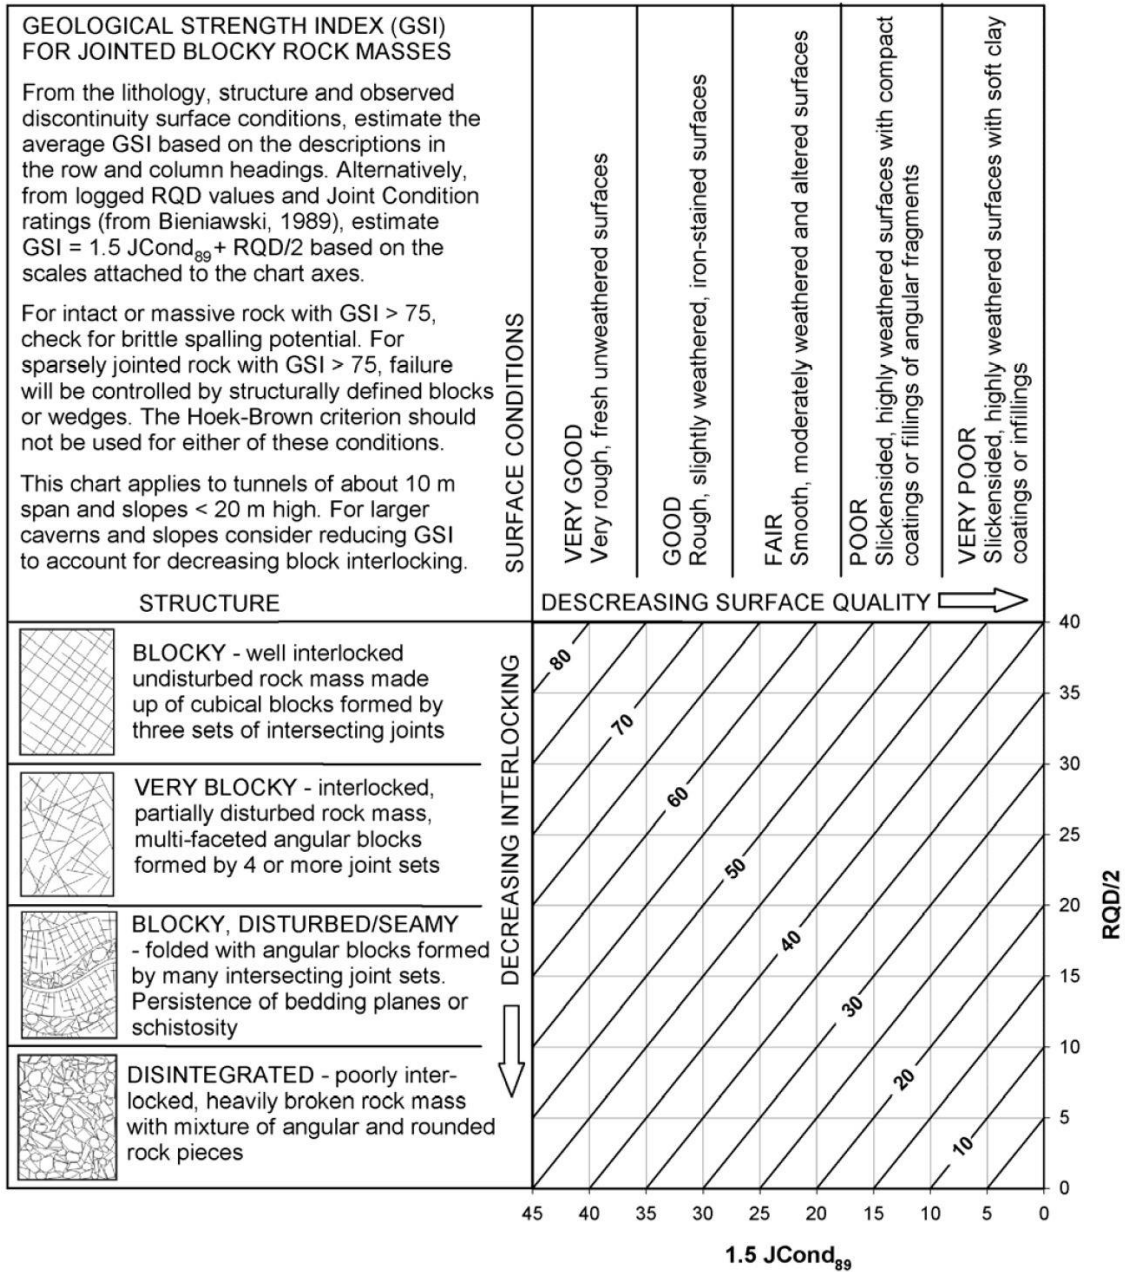 GEOLOGICAL STRENGTH INDEX (GSI)
FOR JOINTED BLOCKY ROCK MASSES
From the lithology, structure and observed
discontinuity surface conditions, estimate the
average GSI based on the descriptions in
the row and column headings. Alternatively,
from logged RQD values and Joint Condition
ratings (from Bieniawski, 1989), estimate
GSI = 1.5 JCond89 + RQD/2 based on the
scales attached to the chart axes.
For intact or massive rock with GSI > 75,
check for brittle spalling potential. For
sparsely jointed rock with GSI > 75, failure
will be controlled by structurally defined blocks
or wedges. The Hoek-Brown criterion should
not be used for either of these conditions.
This chart applies to tunnels of about 10 m
span and slopes < 20 m high. For larger
caverns and slopes consider reducing GSI
to account for decreasing block interlocking.
SURFACE CONDITIONS
VERY GOOD
Very rough, fresh unweathered surfaces
GOOD
Rough, slightly weathered, iron-stained surfaces
FAIR
Smooth, moderately weathered and altered surfaces
POOR
Slickensided, highly weathered surfaces with compact
coatings or fillings of angular fragments
VERY POOR
Slickensided, highly weathered surfaces with soft clay
coatings or infillings
STRUCTURE
DESCREASING SURFACE QUALITY
BLOCKY - well interlocked
undisturbed rock mass made
up of cubical blocks formed by
three sets of intersecting joints
VERY BLOCKY - interlocked,
partially disturbed rock mass,
multi-faceted angular blocks
formed by 4 or more joint sets
BLOCKY, DISTURBED/SEAMY
- folded with angular blocks formed
by many intersecting joint sets.
Persistence of bedding planes or
schistosity
DISINTEGRATED - poorly inter-
locked, heavily broken rock mass
with mixture of angular and rounded
rock pieces
DECREASING INTERLOCKING
80
70
60
50
40
30
20
10
40
35
30
25
20
15
10
5
0
RQD/2
45 40 35 30 25 20 15 10 5 0
1.5 JCond89